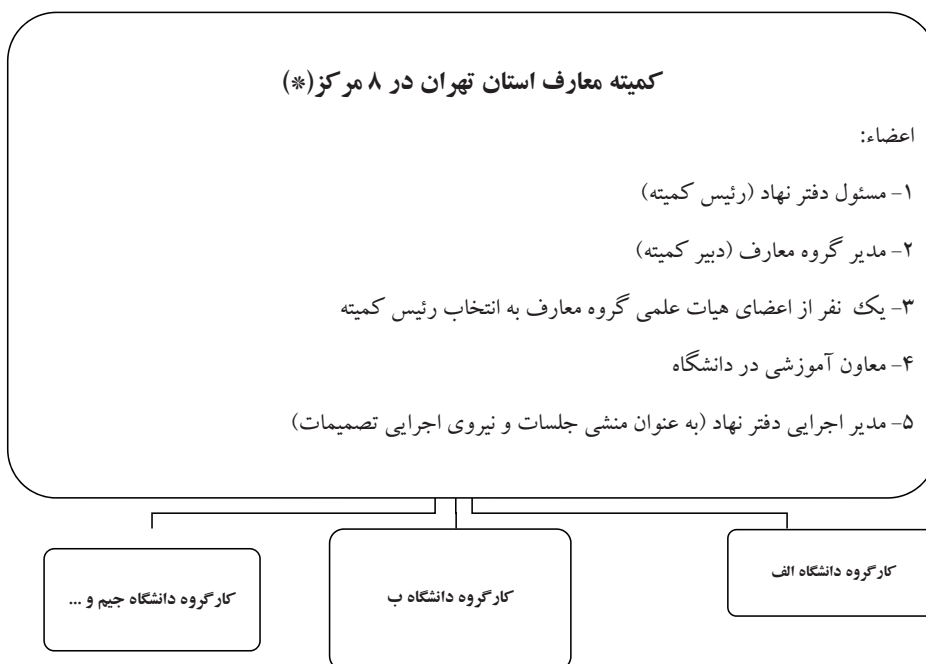 کمیته معارف استان تهران در ۸ مرکز(*)
اعضاء:
۱- مسئول دفتر نهاد (رئیس کمیته)
۲- مدیر گروه معارف (دبیر کمیته)
۳- یک نفر از اعضای هیات علمی گروه معارف به انتخاب رئیس کمیته
۴- معاون آموزشی در دانشگاه
۵- مدیر اجرایی دفتر نهاد (به عنوان منشی جلسات و نیروی اجرایی تصمیمات)
کارگروه دانشگاه الف
کارگروه دانشگاه ب
کارگروه دانشگاه جیم و ...